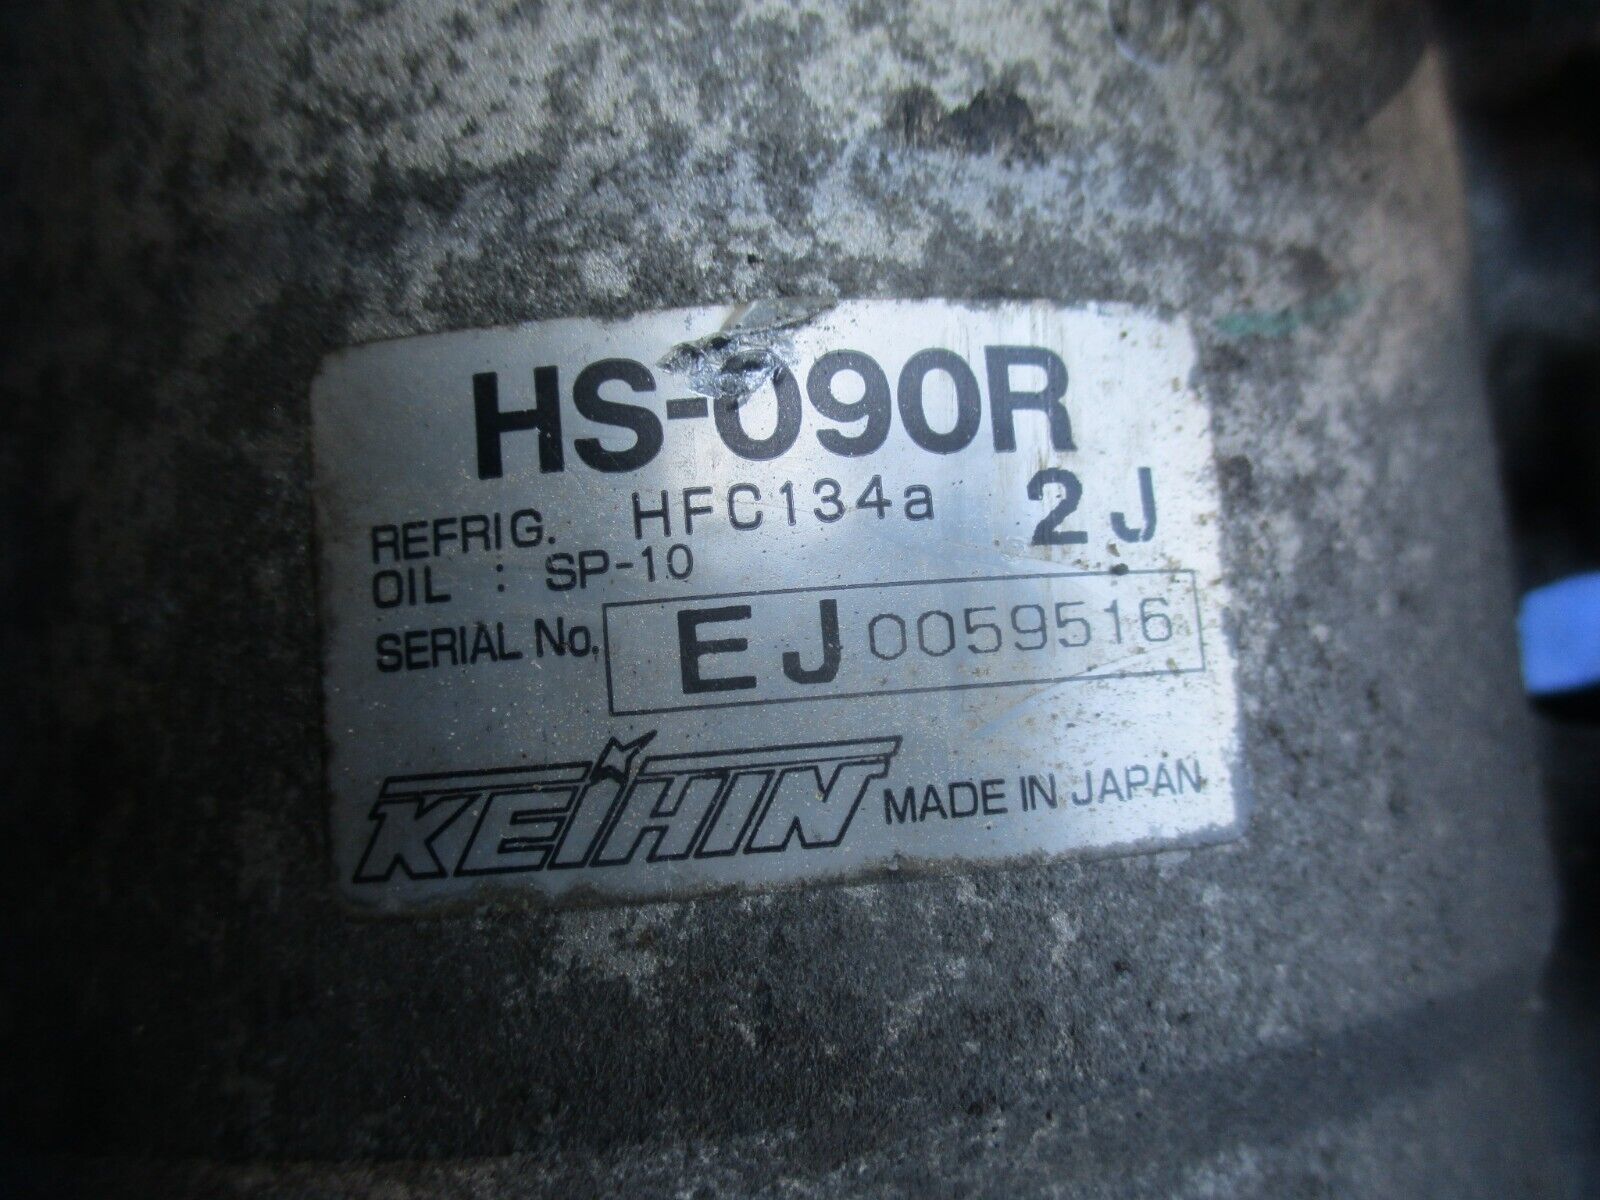 HS-090R
REFRIG. HFC134a 2J
OIL : SP-10
SERIAL No. EJ0059516
KEIHIN MADE IN JAPAN